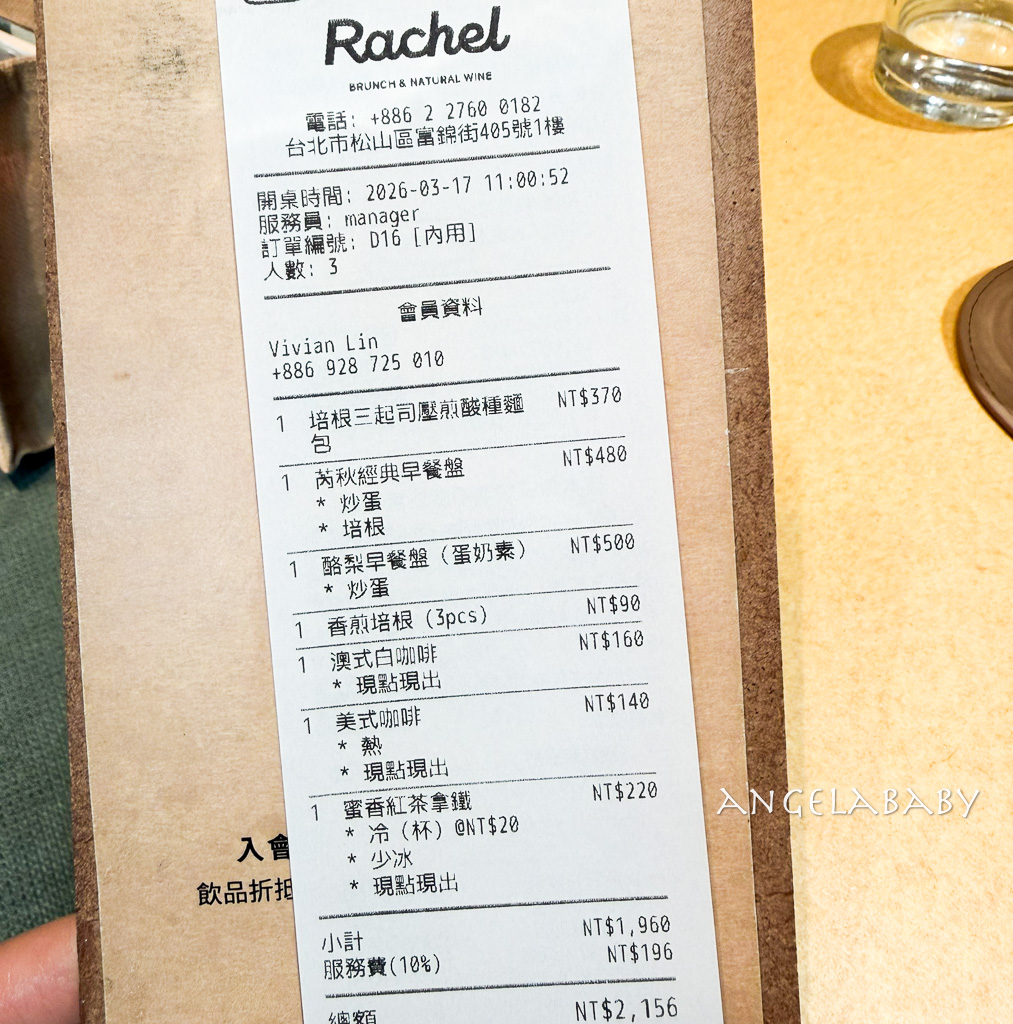 Rachel
BRUNCH & NATURAL WINE
電話: +886 2 2760 0182
台北市松山區富錦街405號1樓
開桌時間: 2026-03-17 11:00:52
服務員: manager
訂單編號: D16 [內用]
人數: 3
會員資料
Vivian Lin
+886 928 725 010
1 培根三起司壓煎酸種麵 NT$370
包
1 芮秋經典早餐盤 NT$480
* 炒蛋
* 培根
1 酪梨早餐盤 (蛋奶素) NT$500
* 炒蛋
1 香煎培根 (3pcs) NT$90
1 澳式白咖啡 NT$160
* 現點現出
1 美式咖啡 NT$140
* 熱
* 現點現出
1 蜜香紅茶拿鐵 NT$220
* 冷 (杯) @NT$20
* 少冰
* 現點現出
小計 NT$1,960
服務費(10%) NT$196
總額 NT$2,156
入會
飲品折抵
ANGELABABY